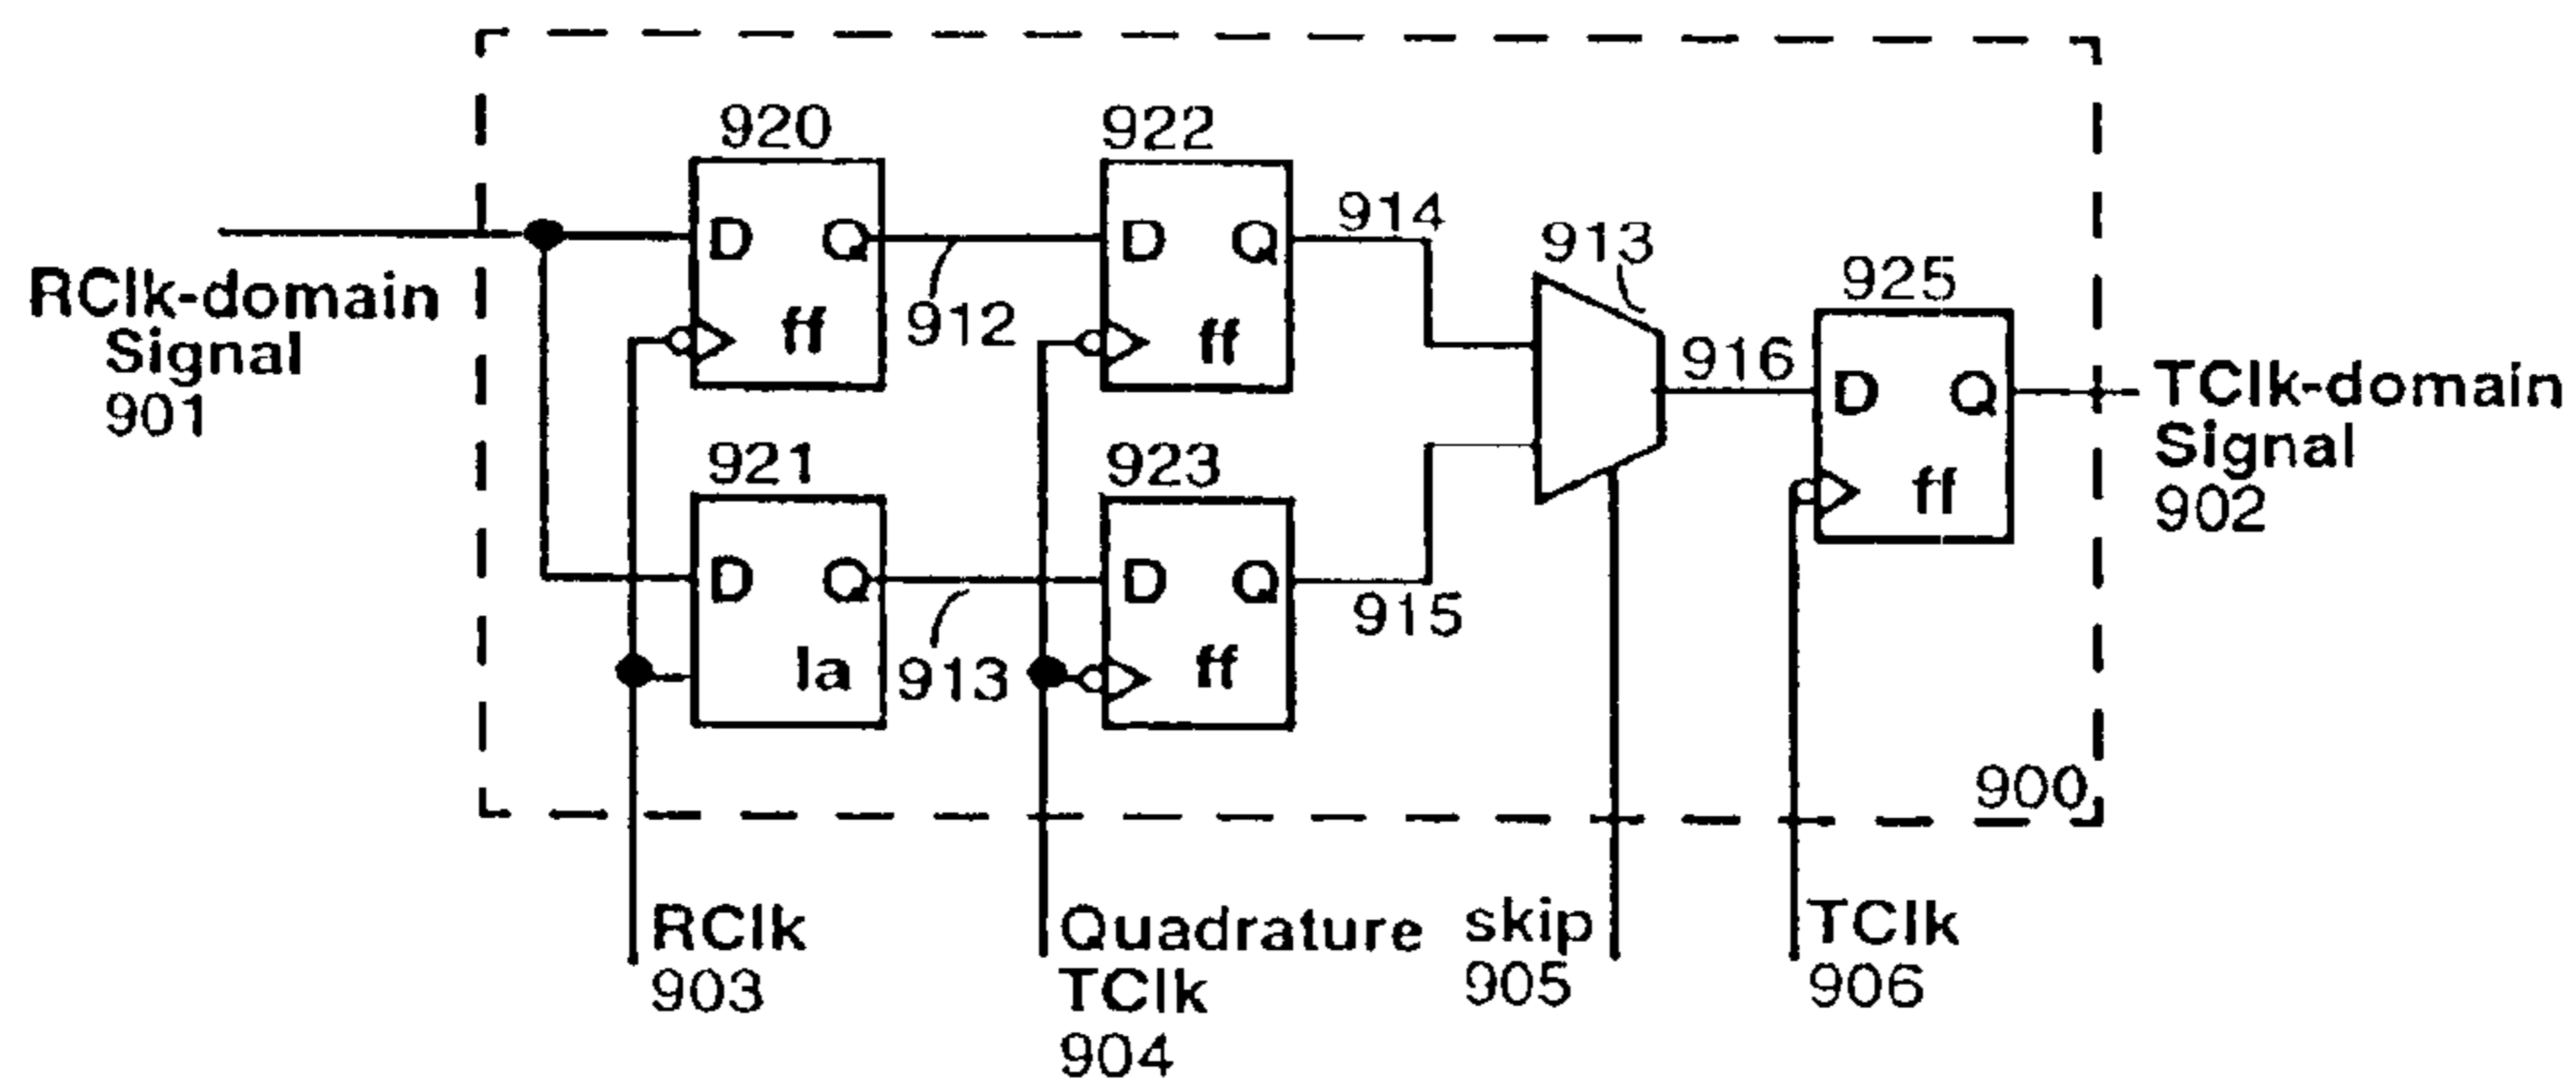 920
922
914
913
D Q
912
D Q
925
RClk-domain
Signal
901
ff
ff
916
D Q
TClk-domain
Signal
902
921
923
ff
D Q
D Q
915
la
913
ff
900
RClk
903
Quadrature
TClk
904
skip
905
TClk
906